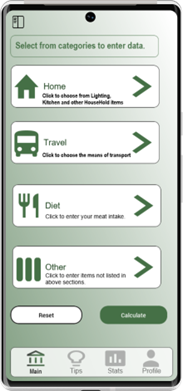 Select from categories to enter data.
Home
Click to choose from Lighting,
Kitchen and other HouseHold items
Travel
Click to choose the means of transport
Diet
Click to enter your meat intake.
Other
Click to enter items not listed in
above sections.
Reset
Calculate
Main
Tips
Stats
Profile